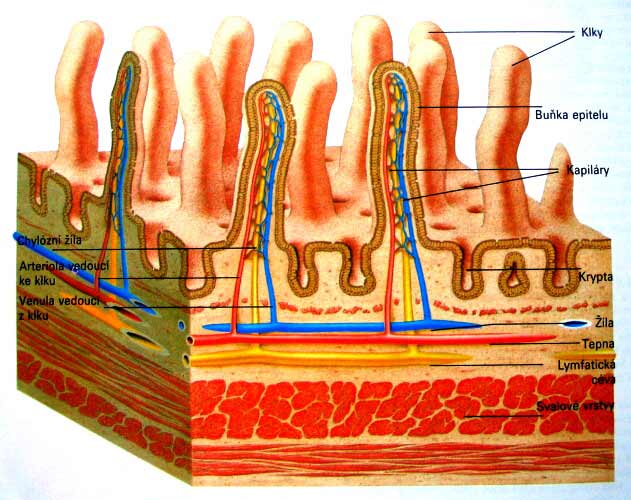 Klky
Buňka epitelu
Kapiláry
Chylózní žíla
Arteriola vedoucí
ke klku
Venula vedoucí
z klku
Krypta
Žíla
Tepna
Lymfatická
céva
Svalové vrstvy